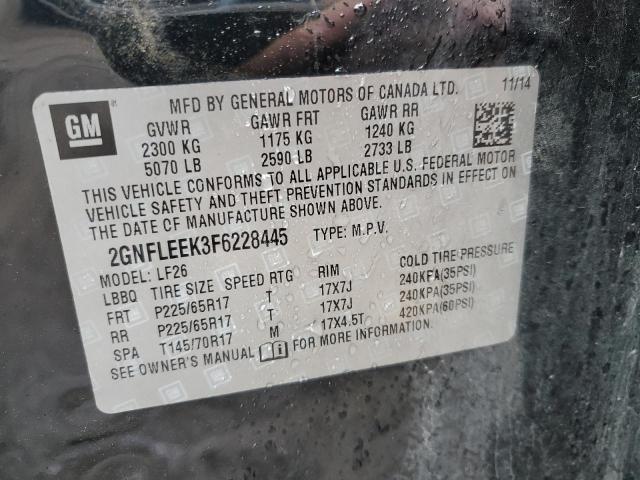 MFD BY GENERAL MOTORS OF CANADA LTD. 11/14
GM
GVWR GAWR FRT GAWR RR
2300 KG 1175 KG 1240 KG
5070 LB 2590 LB 2733 LB
THIS VEHICLE CONFORMS TO ALL APPLICABLE U.S. FEDERAL MOTOR
VEHICLE SAFETY AND THEFT PREVENTION STANDARDS IN EFFECT ON
THE DATE OF MANUFACTURE SHOWN ABOVE.
2GNFLEEK3F6228445 TYPE: M.P.V.
MODEL: LF26
LBBQ TIRE SIZE SPEED RTG RIM COLD TIRE PRESSURE
FRT P225/65R17 T 17X7J 240KPA(35PSI)
RR P225/65R17 T 17X7J 240KPA(35PSI)
SPA T145/70R17 M 17X4.5T 420KPA(60PSI)
SEE OWNER'S MANUAL FOR MORE INFORMATION.